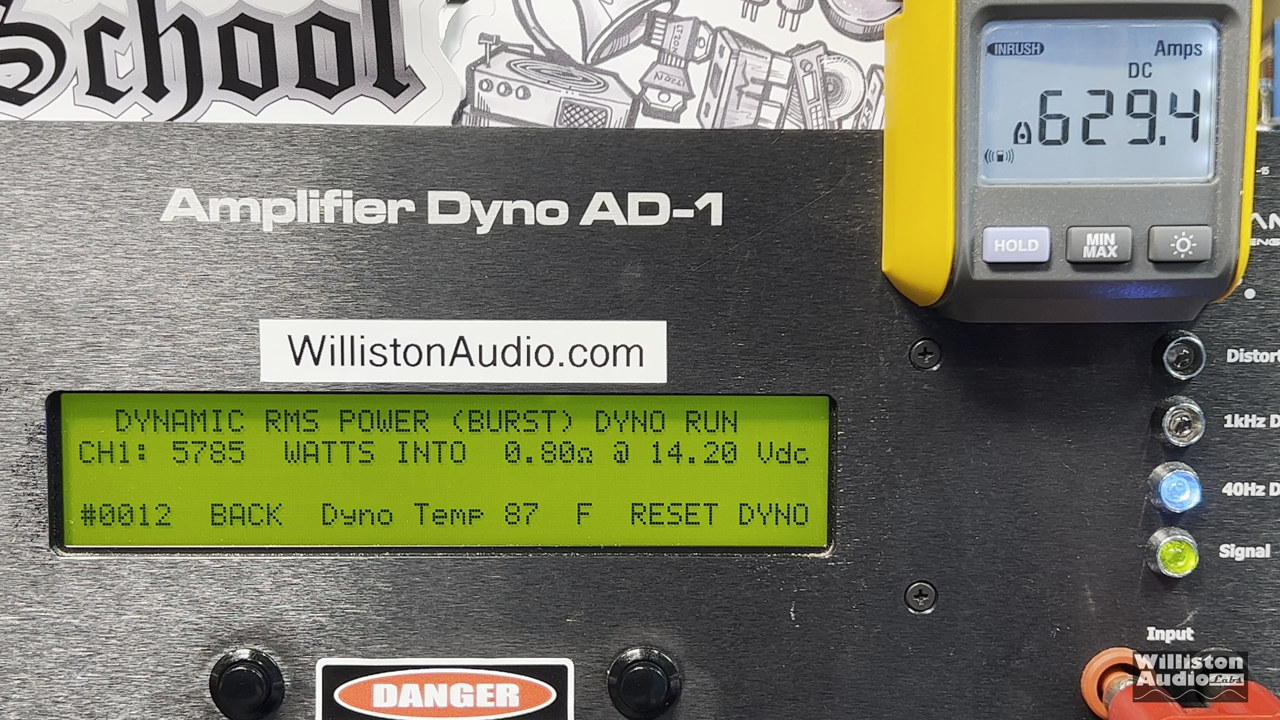 School
INRUSH
Amps
DC
629.4
Amplifier Dyno AD-1
HOLD
MIN
MAX
WillistonAudio.com
Distort
DYNAMIC RMS POWER (BURST) DYNO RUN
CH1: 5785 WATTS INTO 0.80Ω @ 14.20 Vdc
1kHz D
40Hz D
#0012 BACK Dyno Temp 87 F RESET DYNO
Signal
Input
DANGER
Williston
Audio Labs